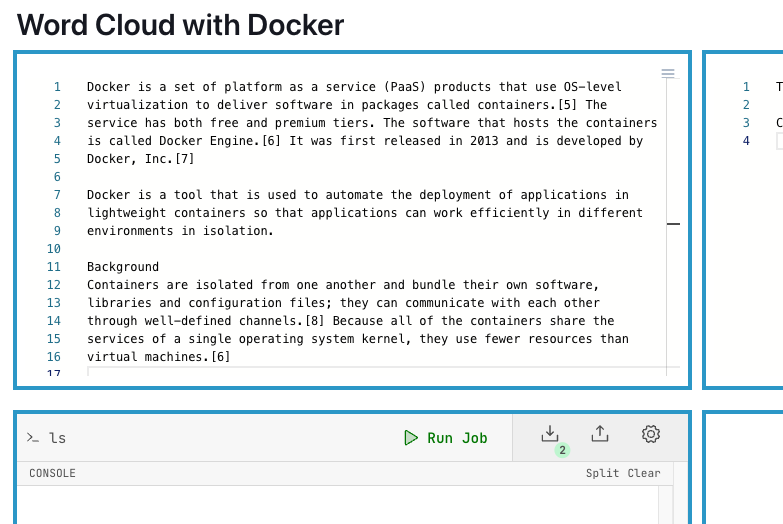 Word Cloud with Docker
1 Docker is a set of platform as a service (PaaS) products that use OS-level
2 virtualization to deliver software in packages called containers.[5] The
3 service has both free and premium tiers. The software that hosts the containers
4 is called Docker Engine.[6] It was first released in 2013 and is developed by
5 Docker, Inc.[7]
6
7 Docker is a tool that is used to automate the deployment of applications in
8 lightweight containers so that applications can work efficiently in different
9 environments in isolation.
10
11 Background
12 Containers are isolated from one another and bundle their own software,
13 libraries and configuration files; they can communicate with each other
14 through well-defined channels.[8] Because all of the containers share the
15 services of a single operating system kernel, they use fewer resources than
16 virtual machines.[6]
17
1
2
3
4
>_ ls
Run Job
2
CONSOLE
Split Clear